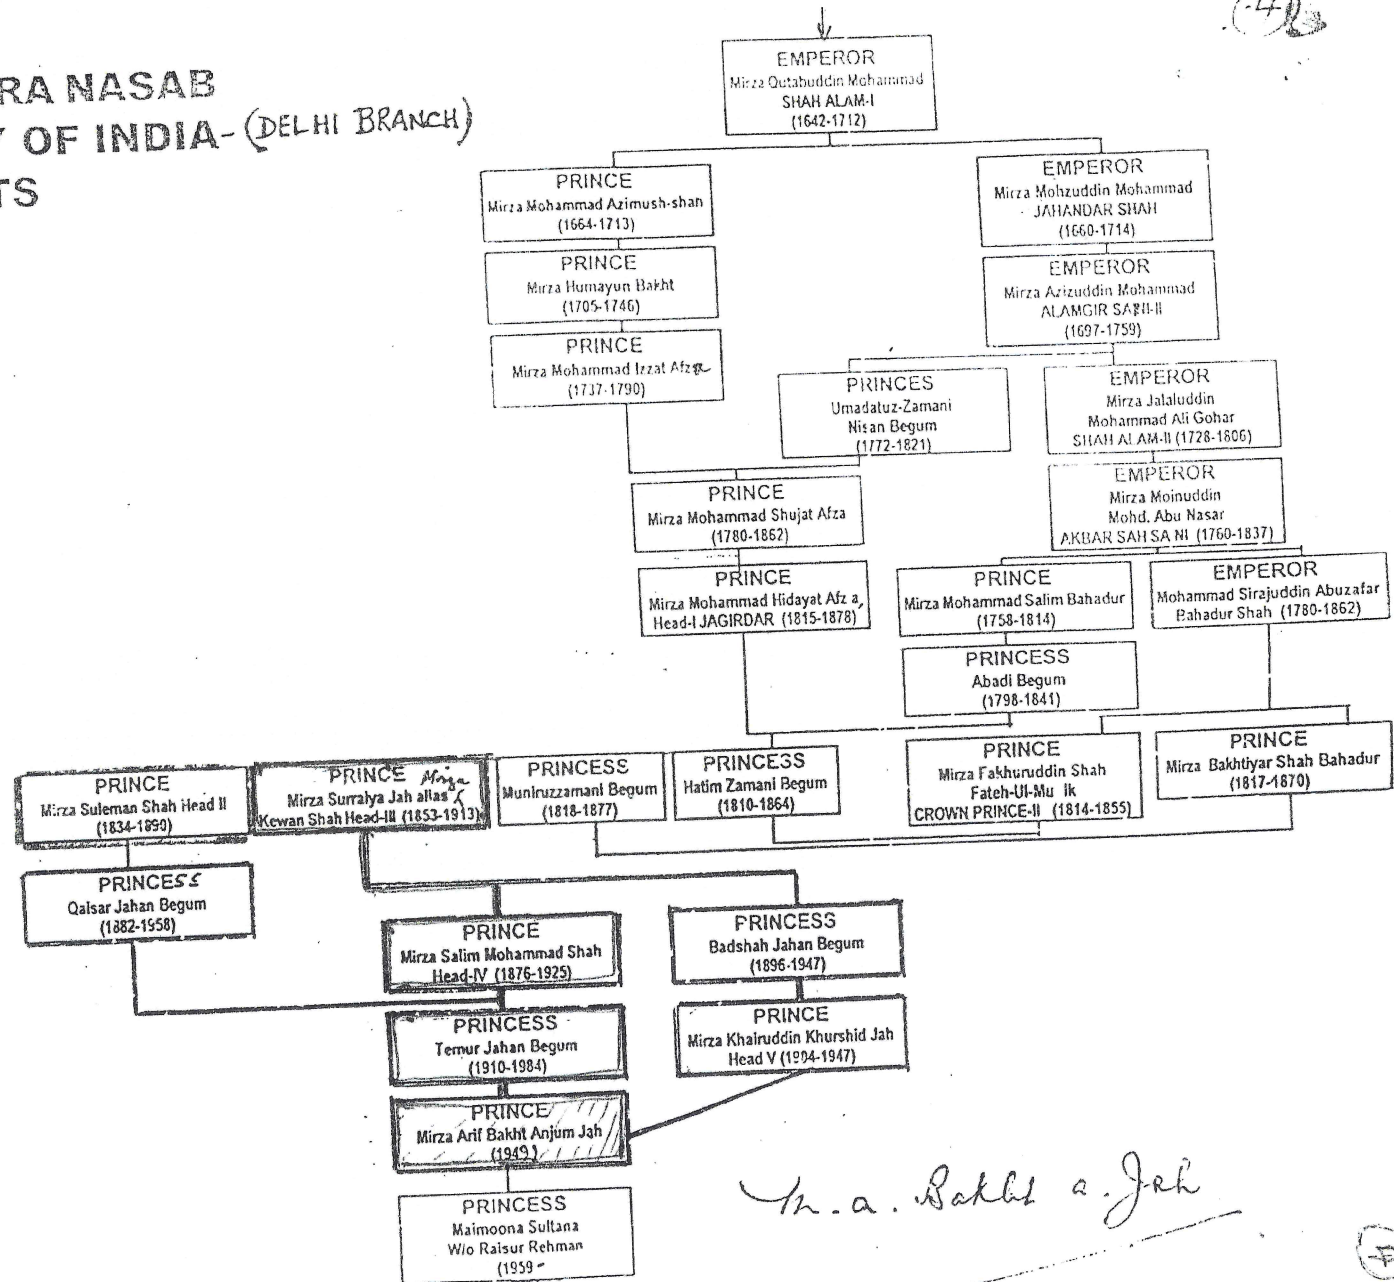 RA NASAB
Y OF INDIA- (DELHI BRANCH)
TS
EMPEROR
Mirza Qutabuddin Mohammad
SHAH ALAM-I
(1642-1712)
PRINCE
Mirza Mohammad Azimush-shan
(1664-1713)
EMPEROR
Mirza Mohzuddin Mohammad
JAHANDAR SHAH
(1660-1714)
PRINCE
Mirza Humayun Bakht
(1705-1746)
EMPEROR
Mirza Azizuddin Mohammad
ALAMGIR SANII-II
(1697-1759)
PRINCE
Mirza Mohammad Izzat Afza
(1737-1790)
PRINCES
Umadatuz-Zamani
Nisan Begum
(1772-1821)
EMPEROR
Mirza Jalaluddin
Mohammad Ali Gohar
SHAH ALAM-II (1728-1806)
PRINCE
Mirza Mohammad Shujat Afza
(1780-1862)
EMPEROR
Mirza Moinuddin
Mohd. Abu Nasar
AKBAR SAH SA NI (1760-1837)
PRINCE
Mirza Mohammad Hidayat Afz a,
Head-I JAGIRDAR (1815-1878)
PRINCE
Mirza Mohammad Salim Bahadur
(1758-1814)
EMPEROR
Mohammad Sirajuddin Abuzafar
Bahadur Shah (1780-1862)
PRINCESS
Abadi Begum
(1798-1841)
PRINCE
Mirza Suleman Shah Head II
(1834-1890)
PRINCE Mirza
Mirza Surraiya Jah alias
Kewan Shah Head-III (1853-1913)
PRINCESS
Muniruzzamani Begum
(1818-1877)
PRINCESS
Hatim Zamani Begum
(1810-1864)
PRINCE
Mirza Fakhuruddin Shah
Fateh-Ul-Mu lk
CROWN PRINCE-II (1814-1855)
PRINCE
Mirza Bakhtiyar Shah Bahadur
(1817-1870)
PRINCESS
Qaisar Jahan Begum
(1882-1958)
PRINCE
Mirza Salim Mohammad Shah
Head-IV (1876-1925)
PRINCESS
Badshah Jahan Begum
(1896-1947)
PRINCESS
Temur Jahan Begum
(1910-1984)
PRINCE
Mirza Khairuddin Khurshid Jah
Head V (1904-1947)
PRINCE
Mirza Arif Bakht Anjum Jah
(1949)
PRINCESS
Maimoona Sultana
W/o Raisur Rehman
(1959-
M. a. Bakht a. Jah